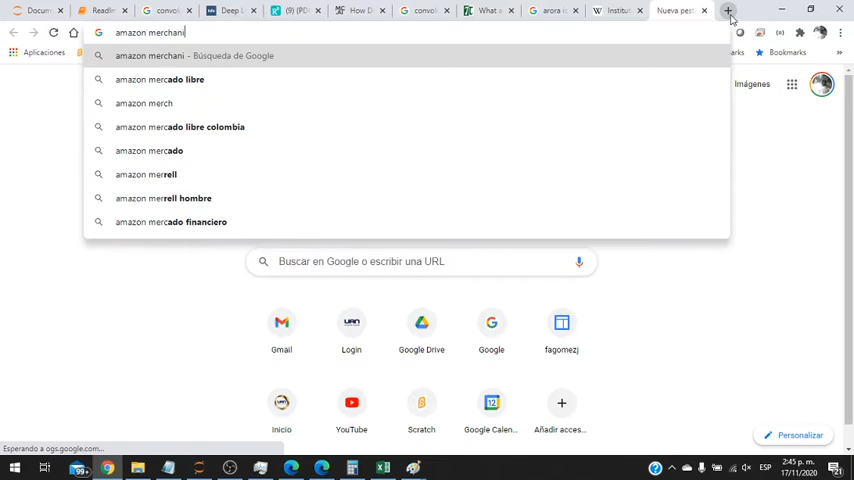 Docum
ReadIn
convol
Deep L
(9) (PD
How D
convol
What a
arora i
Institut
Nueva pest
amazon merchani
Aplicaciones
Bookmarks
amazon merchani - Búsqueda de Google
amazon mercado libre
amazon merch
amazon mercado libre colombia
amazon mercado
amazon merrell
amazon merrell hombre
amazon mercado financiero
Imágenes
Buscar en Google o escribir una URL
Gmail
Login
Google Drive
Google
fagomezj
Inicio
YouTube
Scratch
Google Calen...
Añadir acces...
Personalizar
Esperando a ogs.google.com...
99+
ESP
2:45 p. m.
17/11/2020
21